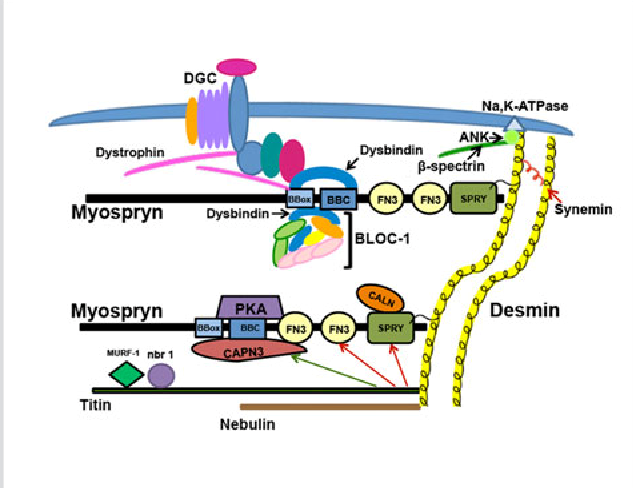 DGC
Na,K-ATPase
ANK
Dystrophin
Dysbindin
β-spectrin
BBox
BBC
FN3
FN3
SPRY
Myospryn
Dysbindin
Synemin
BLOC-1
CALN
Myospryn
PKA
Desmin
BBox
BBC
FN3
FN3
SPRY
CAPN3
MURF-1
nbr 1
Titin
Nebulin